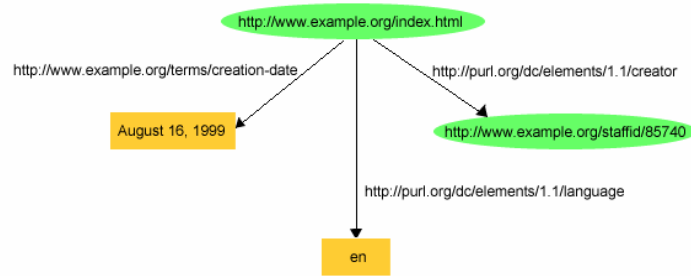 http://www.example.org/index.html
http://www.example.org/terms/creation-date
http://purl.org/dc/elements/1.1/creator
August 16, 1999
http://www.example.org/staffid/85740
http://purl.org/dc/elements/1.1/language
en